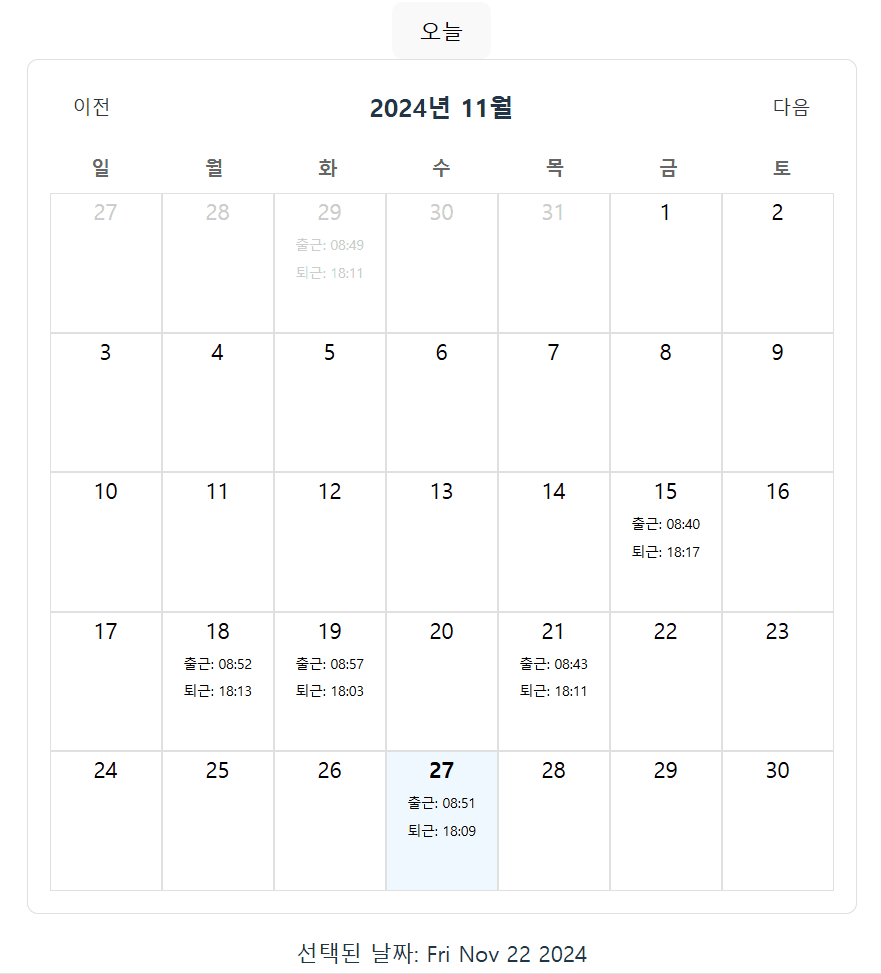 오늘
이전 2024년 11월 다음
일 월 화 수 목 금 토
27 28 29 30 31 1 2
출근: 08:49
퇴근: 18:11
3 4 5 6 7 8 9
10 11 12 13 14 15 16
출근: 08:40
퇴근: 18:17
17 18 19 20 21 22 23
출근: 08:52 출근: 08:57 출근: 08:43
퇴근: 18:13 퇴근: 18:03 퇴근: 18:11
24 25 26 27 28 29 30
출근: 08:51
퇴근: 18:09
선택된 날짜: Fri Nov 22 2024